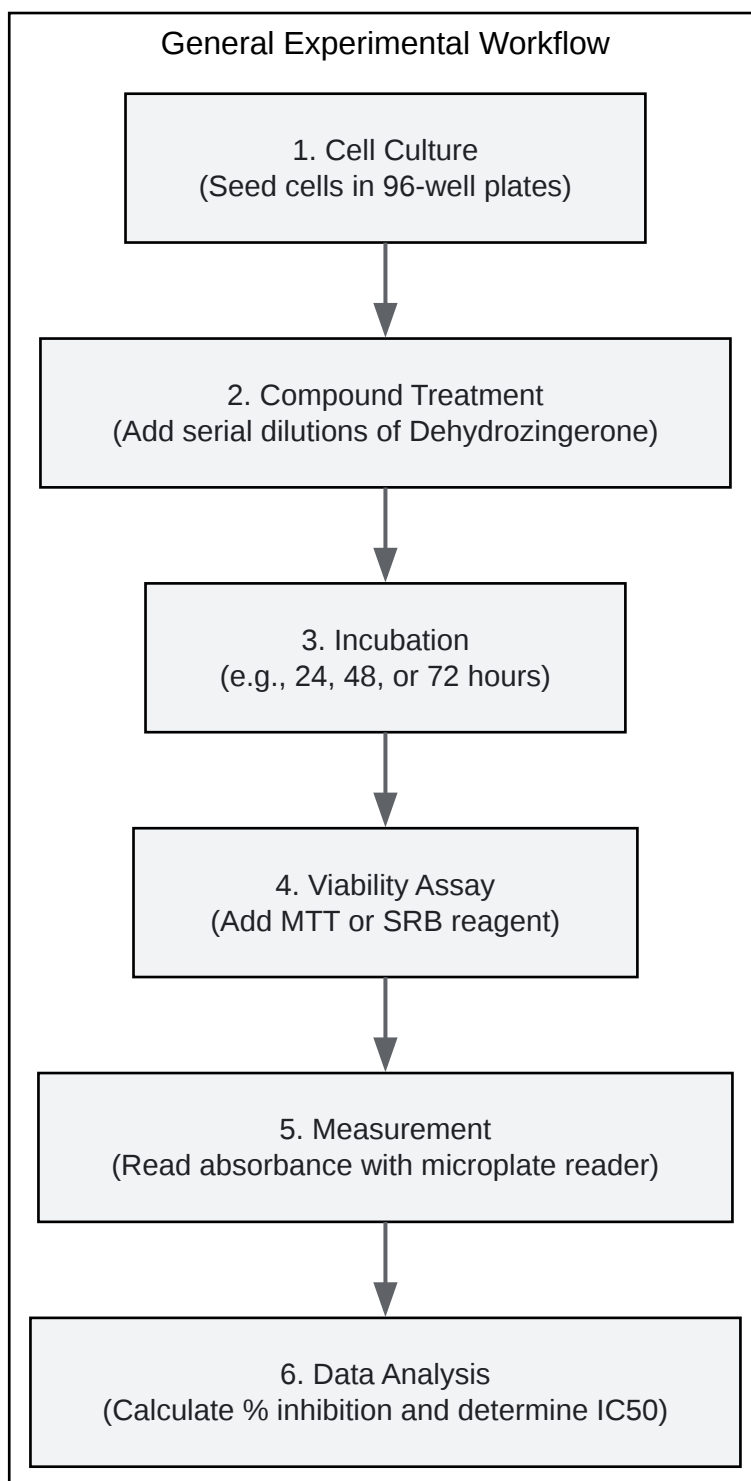 General Experimental Workflow
1. Cell Culture
(Seed cells in 96-well plates)
2. Compound Treatment
(Add serial dilutions of Dehydrozingerone)
3. Incubation
(e.g., 24, 48, or 72 hours)
4. Viability Assay
(Add MTT or SRB reagent)
5. Measurement
(Read absorbance with microplate reader)
6. Data Analysis
(Calculate % inhibition and determine IC50)